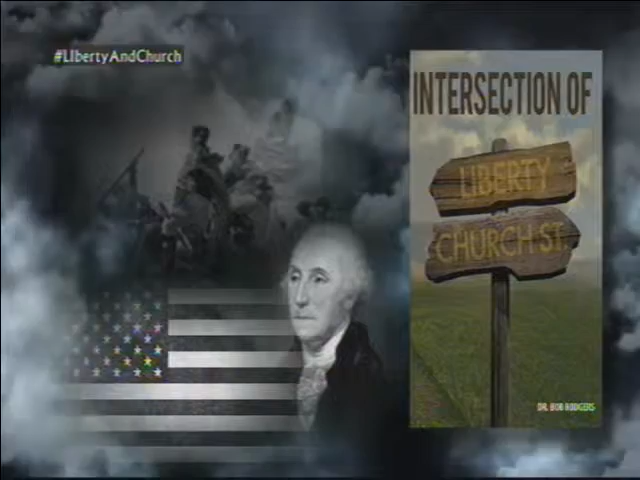 #LIbertyAndChurch
INTERSECTION OF
LIBERTY
CHURCH ST.
DR. BOB RODGERS